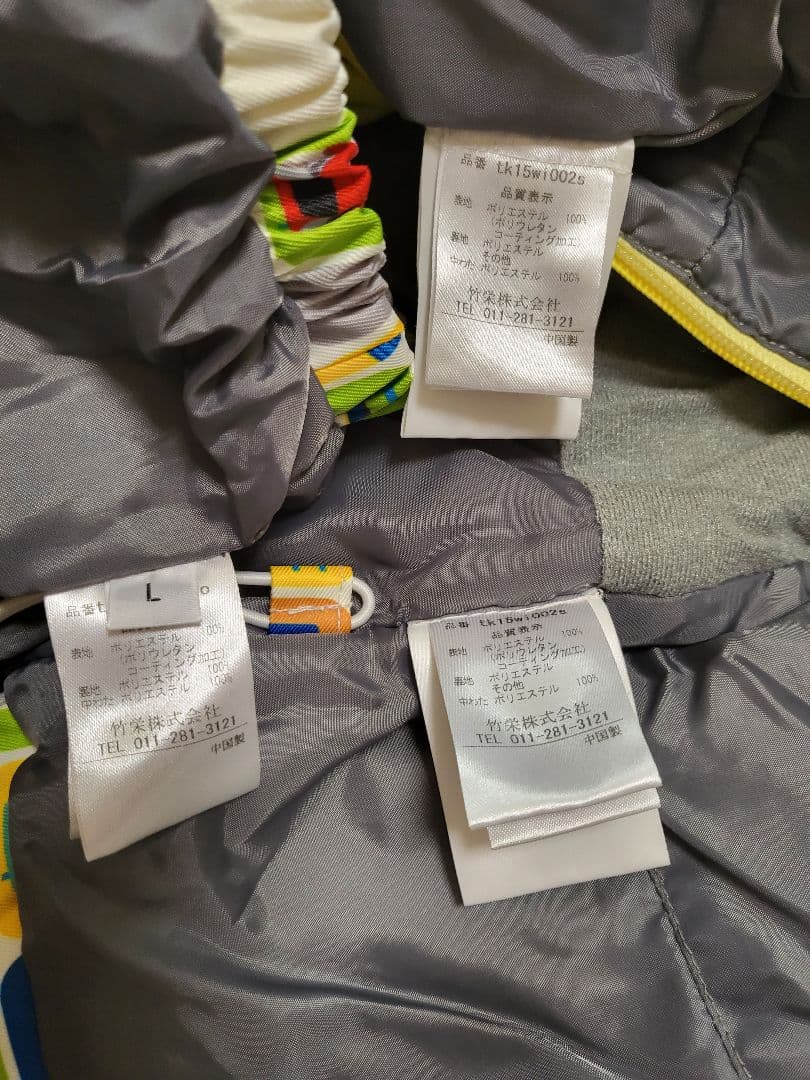 品番 tk15wi002s
品質表示
表地 ポリエステル 100%
(ポリウレタン
コーティング加工)
裏地 ポリエステル
その他
中わた ポリエステル 100%
竹栄株式会社
TEL 011-281-3121
中国製
L
品番
表地 ポリエステル 100%
(ポリウレタン
コーティング加工)
裏地 ポリエステル 100%
中わた ポリエステル 100%
竹栄株式会社
TEL 011-281-3121
中国製
品番 tk15wi002s
品質表示
表地 ポリエステル 100%
(ポリウレタン
コーティング加工)
裏地 ポリエステル
その他
中わた ポリエステル 100%
竹栄株式会社
TEL 011-281-3121
中国製